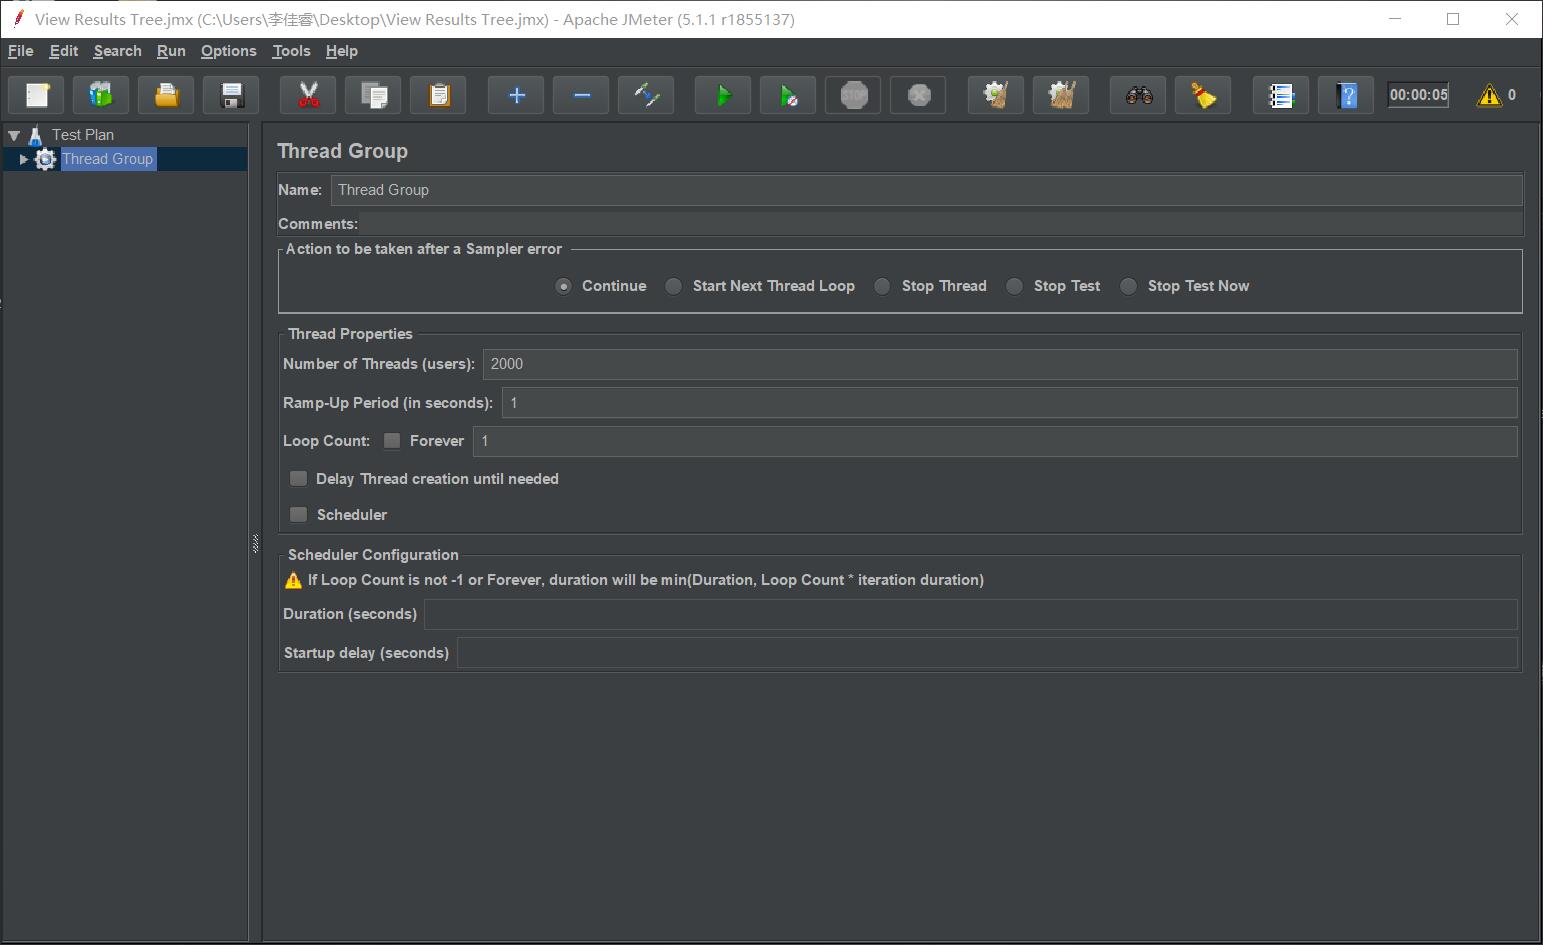 View Results Tree.jmx (C:\Users\李佳睿\Desktop\View Results Tree.jmx) - Apache JMeter (5.1.1 r1855137)
File Edit Search Run Options Tools Help
STOP 00:00:05 0
Test Plan
Thread Group
Thread Group
Name: Thread Group
Comments:
Action to be taken after a Sampler error
Continue Start Next Thread Loop Stop Thread Stop Test Stop Test Now
Thread Properties
Number of Threads (users): 2000
Ramp-Up Period (in seconds): 1
Loop Count: Forever 1
Delay Thread creation until needed
Scheduler
Scheduler Configuration
If Loop Count is not -1 or Forever, duration will be min(Duration, Loop Count * iteration duration)
Duration (seconds)
Startup delay (seconds)